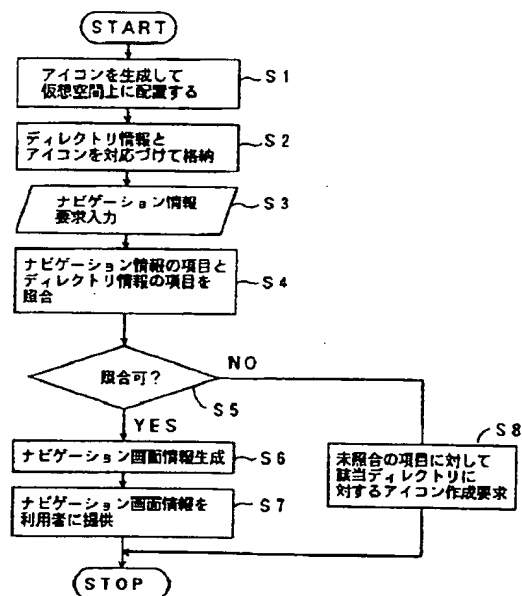 START
アイコンを生成して
仮想空間上に配置する
S1
ディレクトリ情報と
アイコンを対応づけて格納
S2
ナビゲーション情報
要求入力
S3
ナビゲーション情報の項目と
ディレクトリ情報の項目を
照合
S4
照合可?
NO
S5
YES
ナビゲーション画面情報生成
S6
ナビゲーション画面情報を
利用者に提供
S7
S8
未照合の項目に対して
該当ディレクトリに
対するアイコン作成要求
STOP